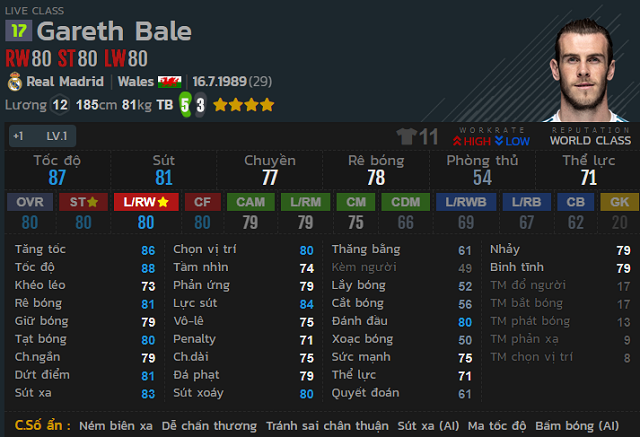 LIVE CLASS
17 Gareth Bale
RW80 ST80 LW80
Real Madrid | Wales | 16.7.1989(29)
Lương 12 185cm 81kg TB 5 3
+1 LV.1
11 WORKRATE HIGH LOW REPUTATION WORLD CLASS
Tốc độ Sút Chuyền Rê bóng Phòng thủ Thể lực
87 81 77 78 54 71
OVR ST L/RW CF CAM L/RM CM CDM L/RWB L/RB CB GK
80 80 80 80 79 79 75 66 69 67 62 20
Tăng tốc 86 Chọn vị trí 80 Thăng bằng 61 Nhảy 79
Tốc độ 88 Tầm nhìn 74 Kèm người 49 Bình tĩnh 79
Khéo léo 73 Phản ứng 79 Lấy bóng 52 TM đổ người 17
Rê bóng 81 Lực sút 84 Cắt bóng 56 TM bắt bóng 17
Giữ bóng 79 Vô-lê 75 Đánh đầu 80 TM phát bóng 13
Tạt bóng 80 Penalty 71 Xoạc bóng 50 TM phản xạ 9
Ch.ngắn 79 Ch.dài 75 Sức mạnh 75 TM chọn vị trí 8
Dứt điểm 81 Đá phạt 79 Thể lực 71
Sút xa 83 Sút xoáy 80 Quyết đoán 61
C.Số ẩn : Ném biên xa Dễ chấn thương Tránh sai chân thuận Sút xa (AI) Ma tốc độ Bấm bóng (AI)